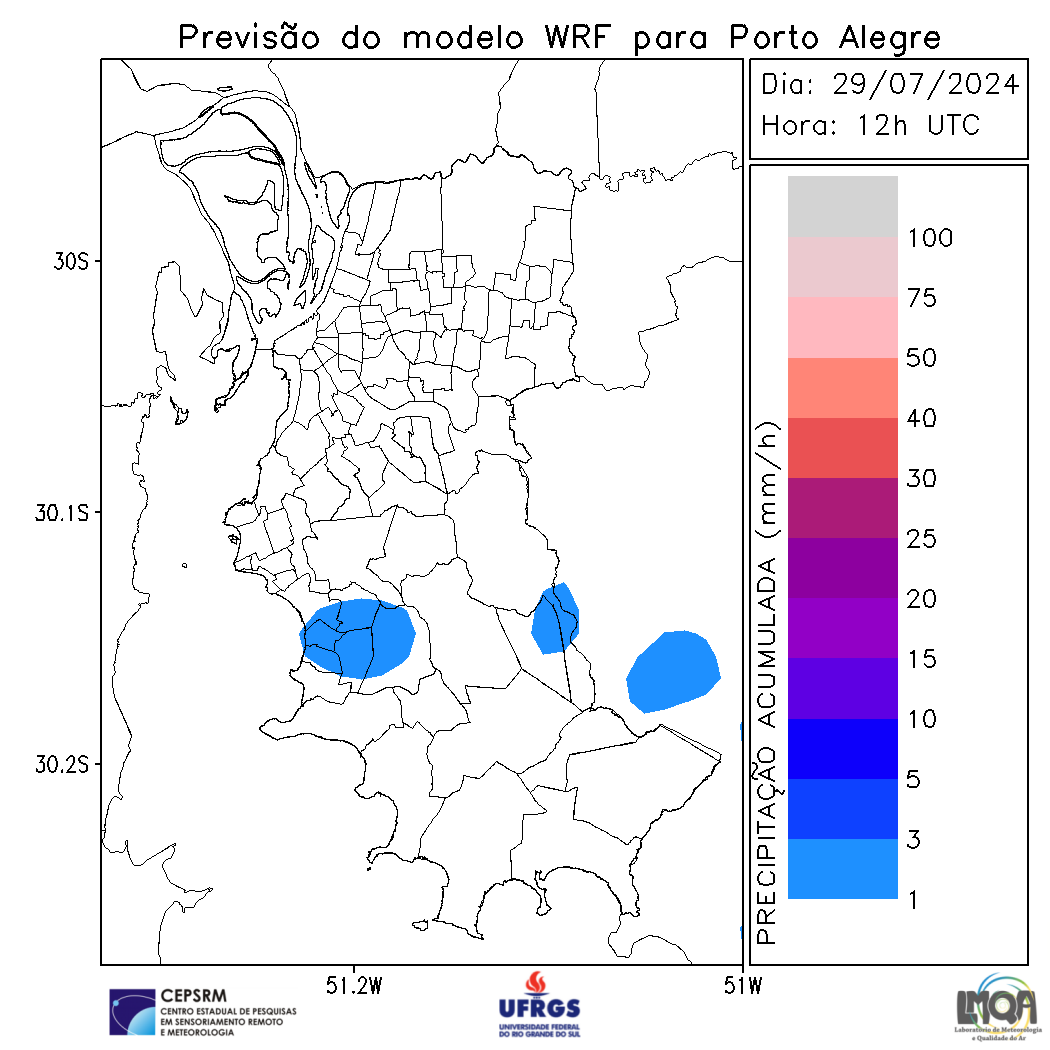 Previsão do modelo WRF para Porto Alegre
Dia: 29/07/2024
Hora: 12h UTC
30S
30.1S
30.2S
51.2W
51W
PRECIPITAÇÃO ACUMULADA (mm/h)
100
75
50
40
30
25
20
15
10
5
3
1
CEPSRM
CENTRO ESTADUAL DE PESQUISAS
EM SENSORIAMENTO REMOTO
E METEOROLOGIA
UFRGS
UNIVERSIDADE FEDERAL
DO RIO GRANDE DO SUL
LMQA
Laboratório de Meteorologia
e Qualidade do Ar